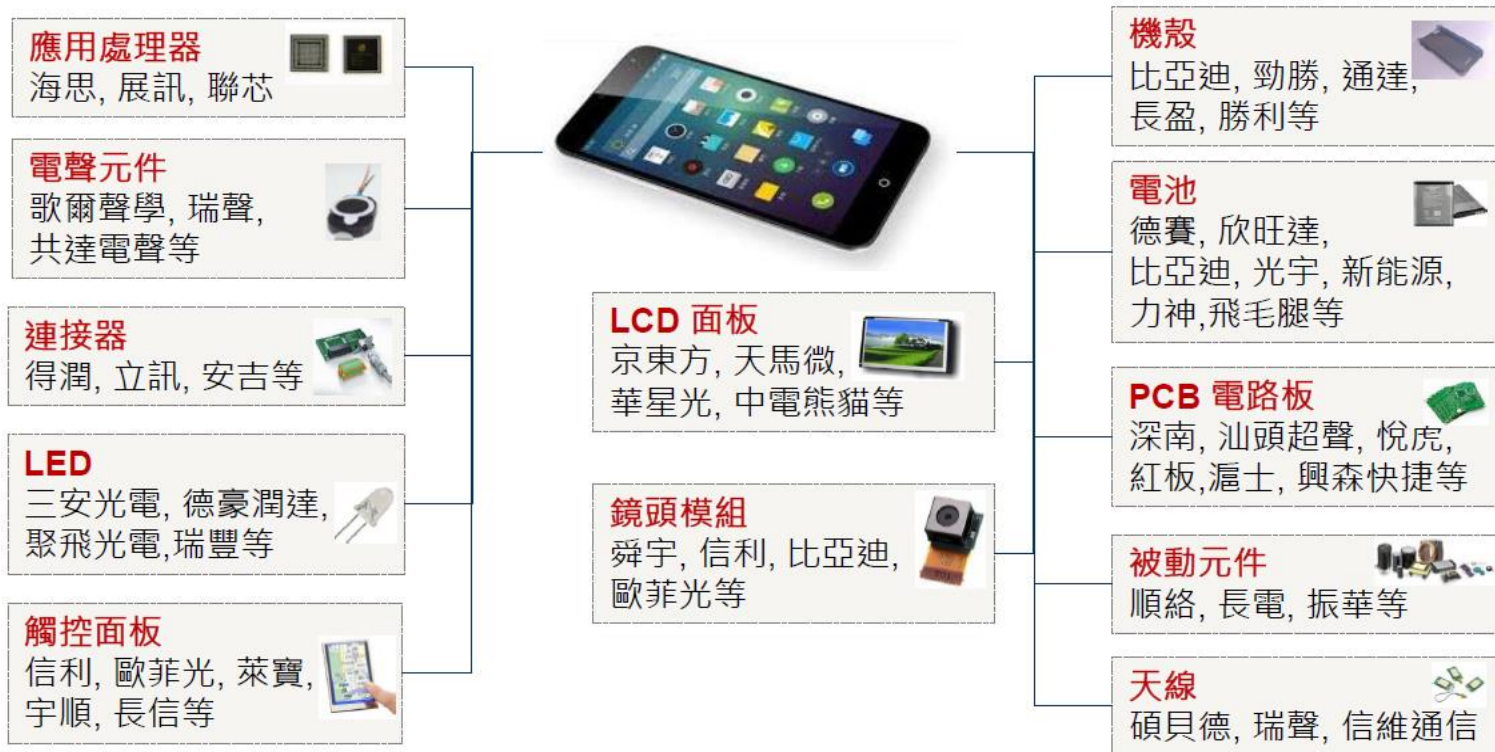 應用處理器
海思, 展訊, 聯芯
電聲元件
歌爾聲學, 瑞聲,
共達電聲等
連接器
得潤, 立訊, 安吉等
LED
三安光電, 德豪潤達,
聚飛光電,瑞豐等
觸控面板
信利, 歐菲光, 萊寶,
宇順, 長信等
LCD 面板
京東方, 天馬微,
華星光, 中電熊貓等
鏡頭模組
舜宇, 信利, 比亞迪,
歐菲光等
機殼
比亞迪, 勁勝, 通達,
長盈, 勝利等
電池
德賽, 欣旺達,
比亞迪, 光宇, 新能源,
力神,飛毛腿等
PCB 電路板
深南, 汕頭超聲, 悅虎,
紅板,滬士, 興森快捷等
被動元件
順絡, 長電, 振華等
天線
碩貝德, 瑞聲, 信維通信